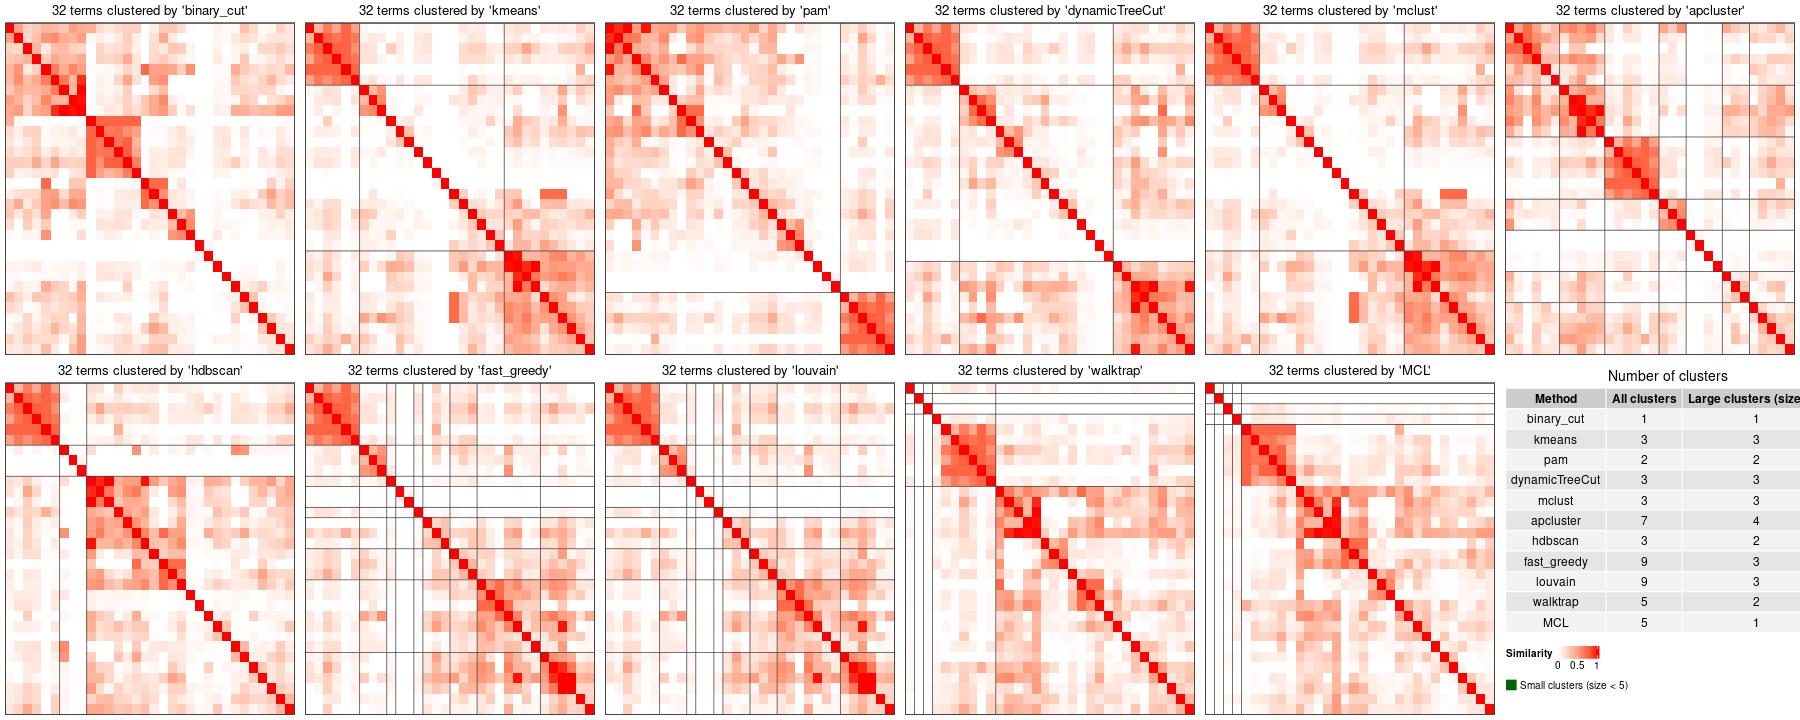 32 terms clustered by 'binary_cut'
32 terms clustered by 'kmeans'
32 terms clustered by 'pam'
32 terms clustered by 'dynamicTreeCut'
32 terms clustered by 'mclust'
32 terms clustered by 'apcluster'
32 terms clustered by 'hdbscan'
32 terms clustered by 'fast_greedy'
32 terms clustered by 'louvain'
32 terms clustered by 'walktrap'
32 terms clustered by 'MCL'
Number of clusters
Method All clusters Large clusters (size
binary_cut 1 1
kmeans 3 3
pam 2 2
dynamicTreeCut 3 3
mclust 3 3
apcluster 7 4
hdbscan 3 2
fast_greedy 9 3
louvain 9 3
walktrap 5 2
MCL 5 1
Similarity
0 0.5 1
Small clusters (size < 5)